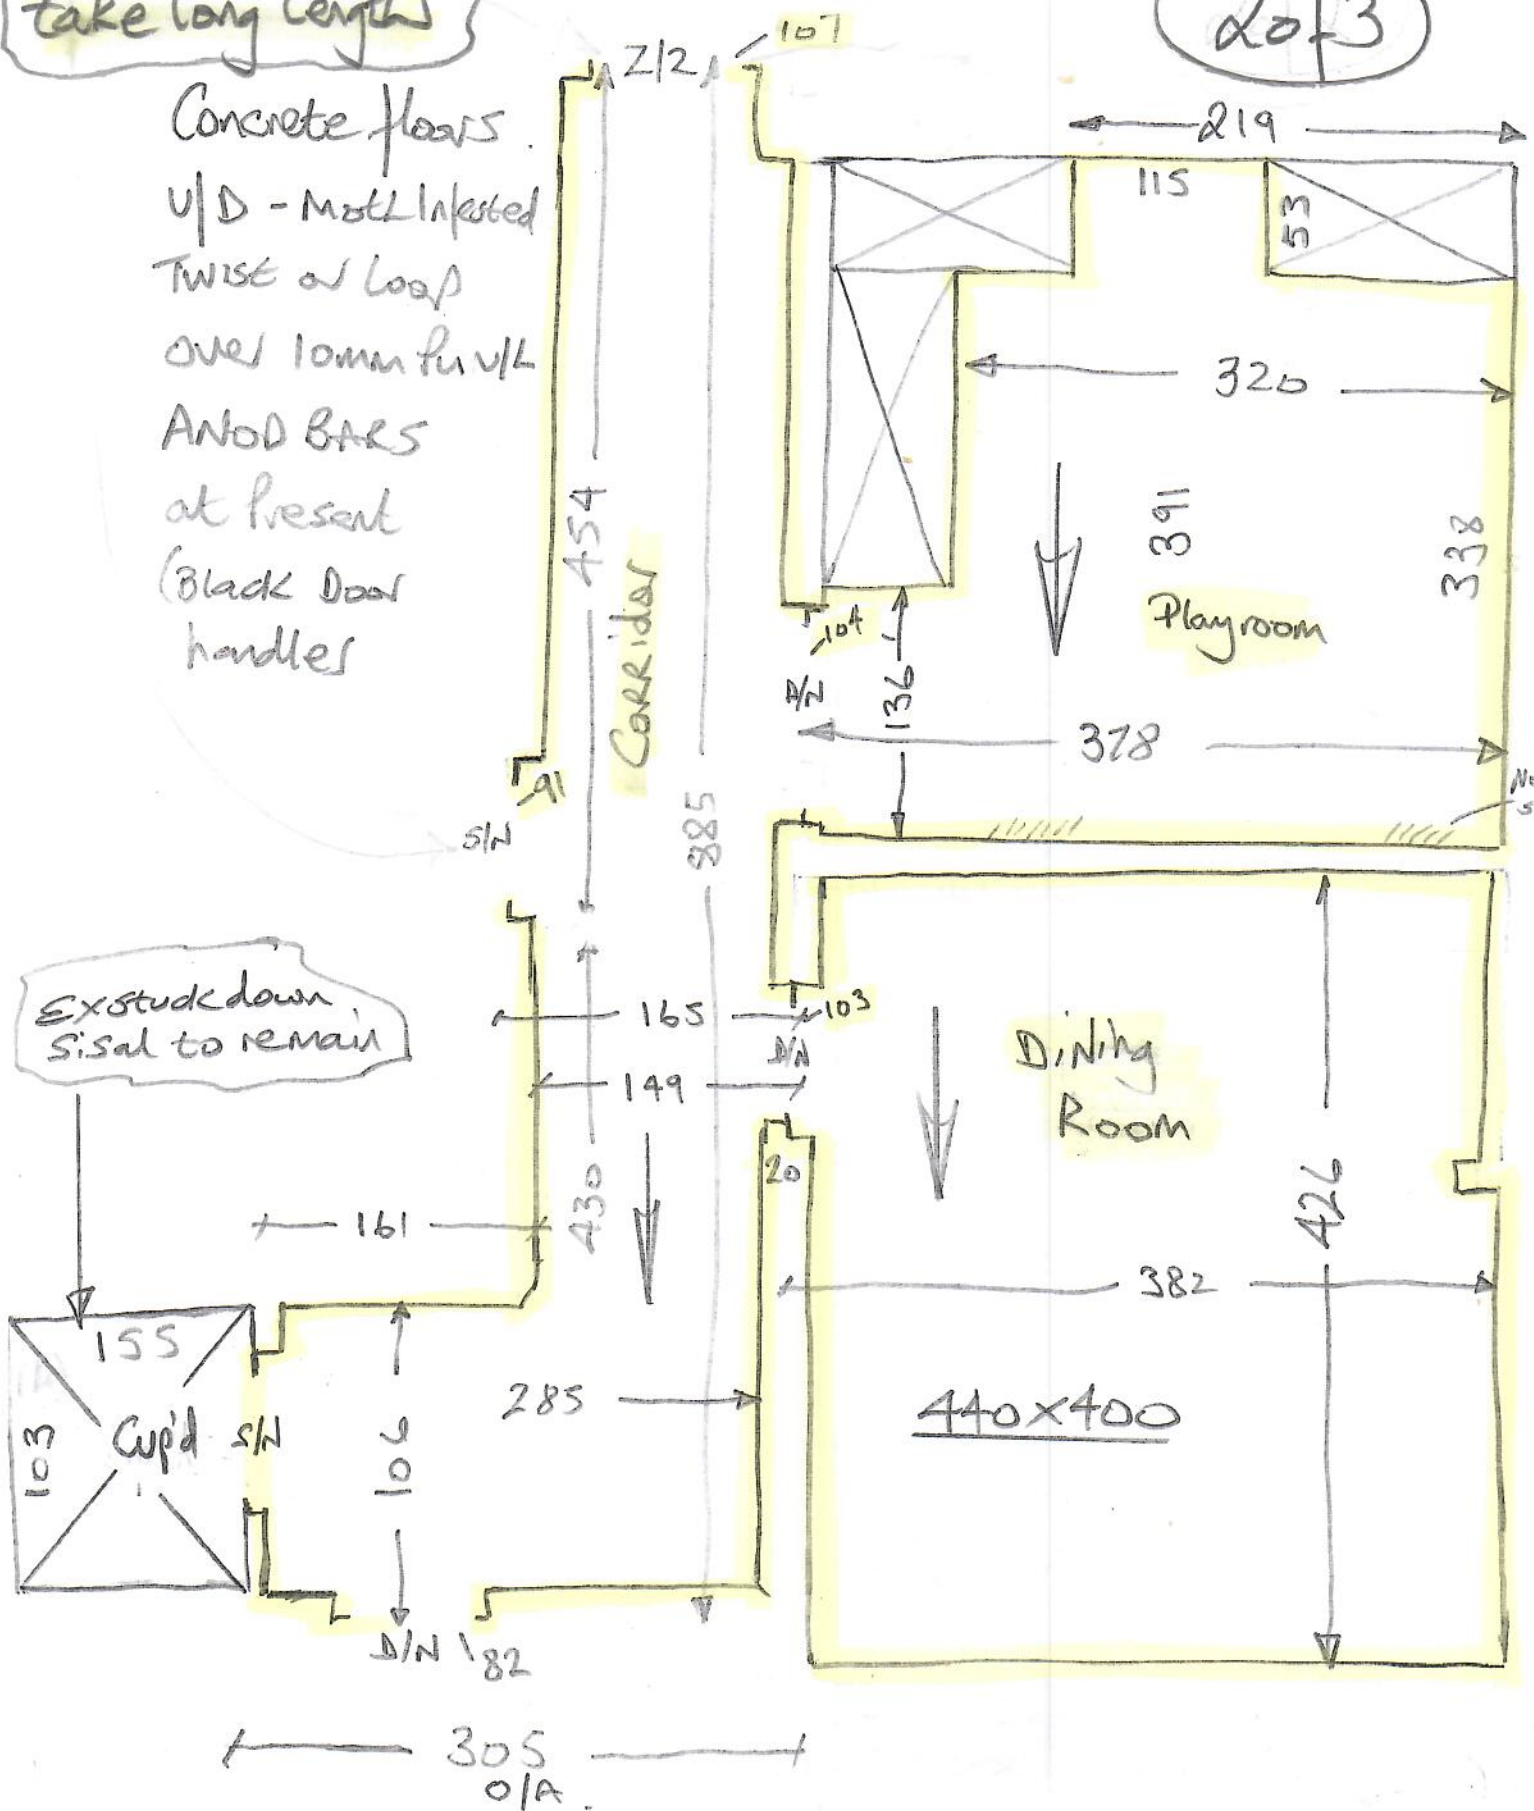 take long lengths
2 of 3
107
Z/2
Concrete floors.
U/D - Moth Infested
TWIST or Loop
over 10mm Pu U/L
ANOD BARS
at Present
(Black Door
handles
219
115
53
320
454
Corridor
391
338
Playroom
104
136
378
91
S/N
885
Ex stuck down
sisal to remain
165
103
D/N
149
Dining
Room
20
430
161
426
382
155
285
440x400
103
Cup'd
S/N
106
D/N
82
305
O/A.